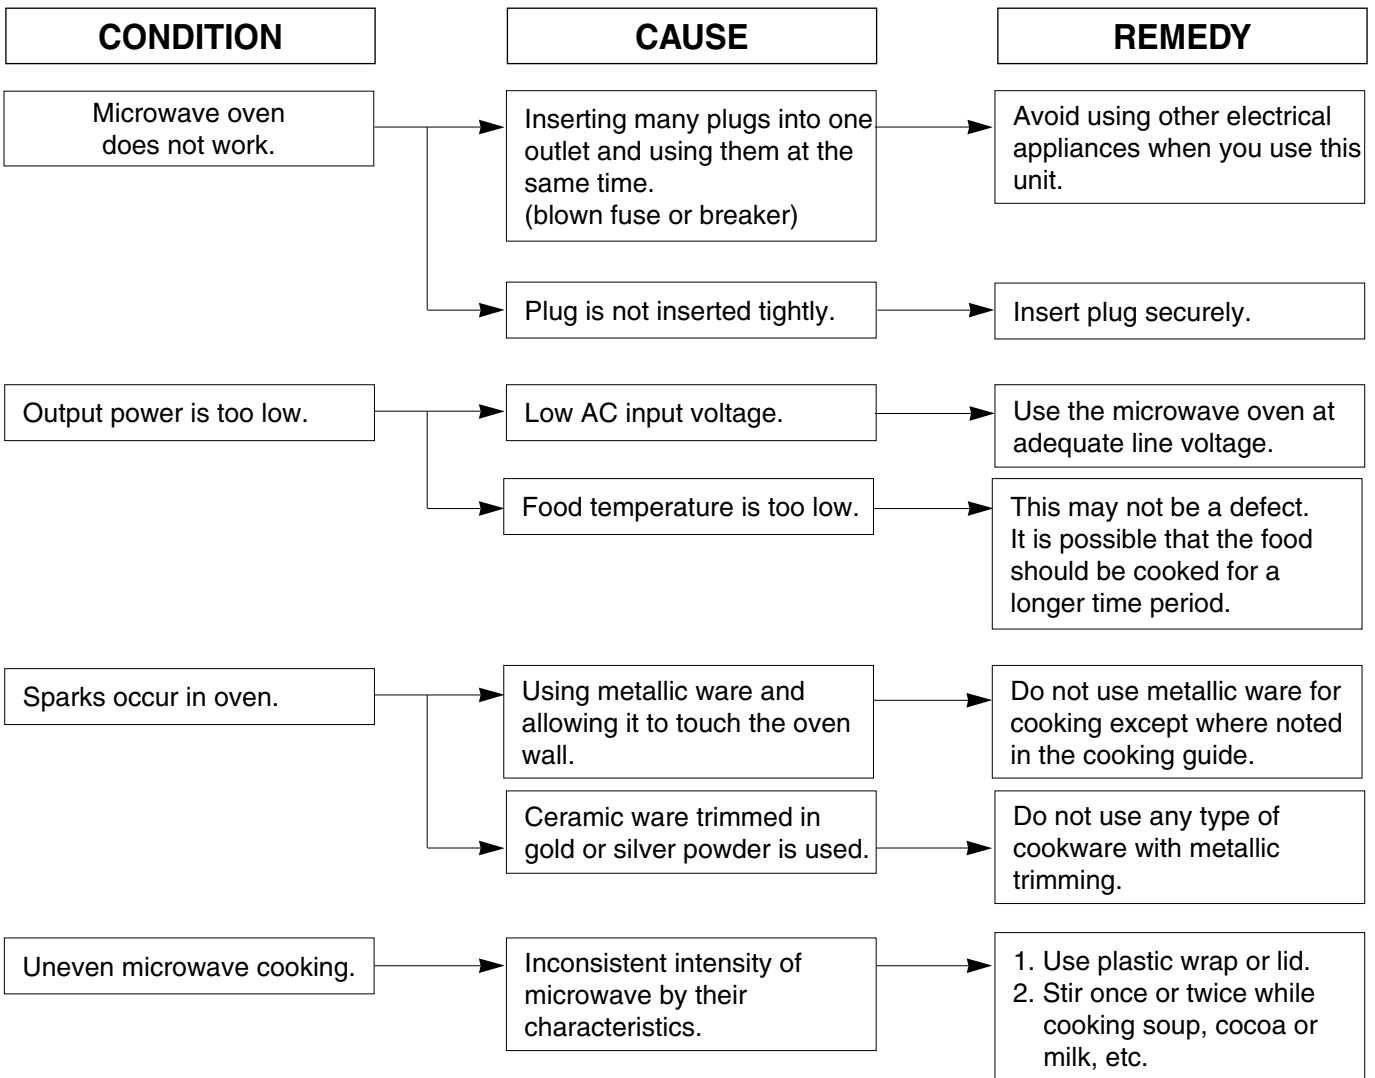 CONDITION
CAUSE
REMEDY
Microwave oven
does not work.
Inserting many plugs into one
outlet and using them at the
same time.
(blown fuse or breaker)
Avoid using other electrical
appliances when you use this
unit.
Plug is not inserted tightly.
Insert plug securely.
Output power is too low.
Low AC input voltage.
Use the microwave oven at
adequate line voltage.
Food temperature is too low.
This may not be a defect.
It is possible that the food
should be cooked for a
longer time period.
Sparks occur in oven.
Using metallic ware and
allowing it to touch the oven
wall.
Do not use metallic ware for
cooking except where noted
in the cooking guide.
Ceramic ware trimmed in
gold or silver powder is used.
Do not use any type of
cookware with metallic
trimming.
Uneven microwave cooking.
Inconsistent intensity of
microwave by their
characteristics.
1. Use plastic wrap or lid.
2. Stir once or twice while
cooking soup, cocoa or
milk, etc.